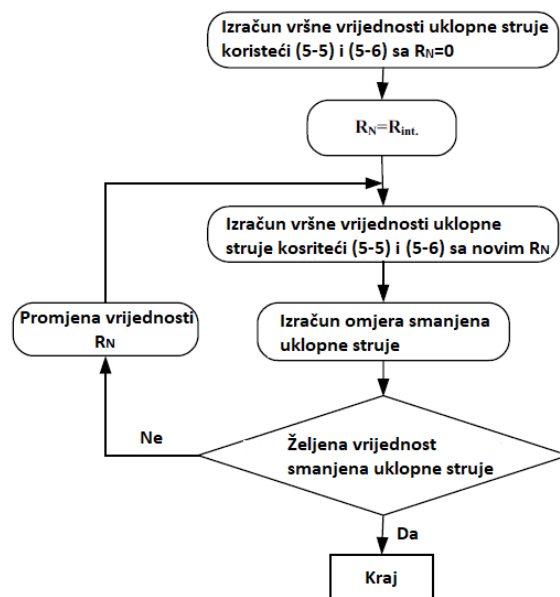 Izračun vršne vrijednosti uklopne struje
koristeći (5-5) i (5-6) sa RN=0
RN=Rint.
Izračun vršne vrijednosti uklopne
struje kosriteći (5-5) i (5-6) sa novim RN
Promjena vrijednosti
RN
Izračun omjera smanjena
uklopne struje
Ne
Željena vrijednost
smanjena uklopne struje
Da
Kraj